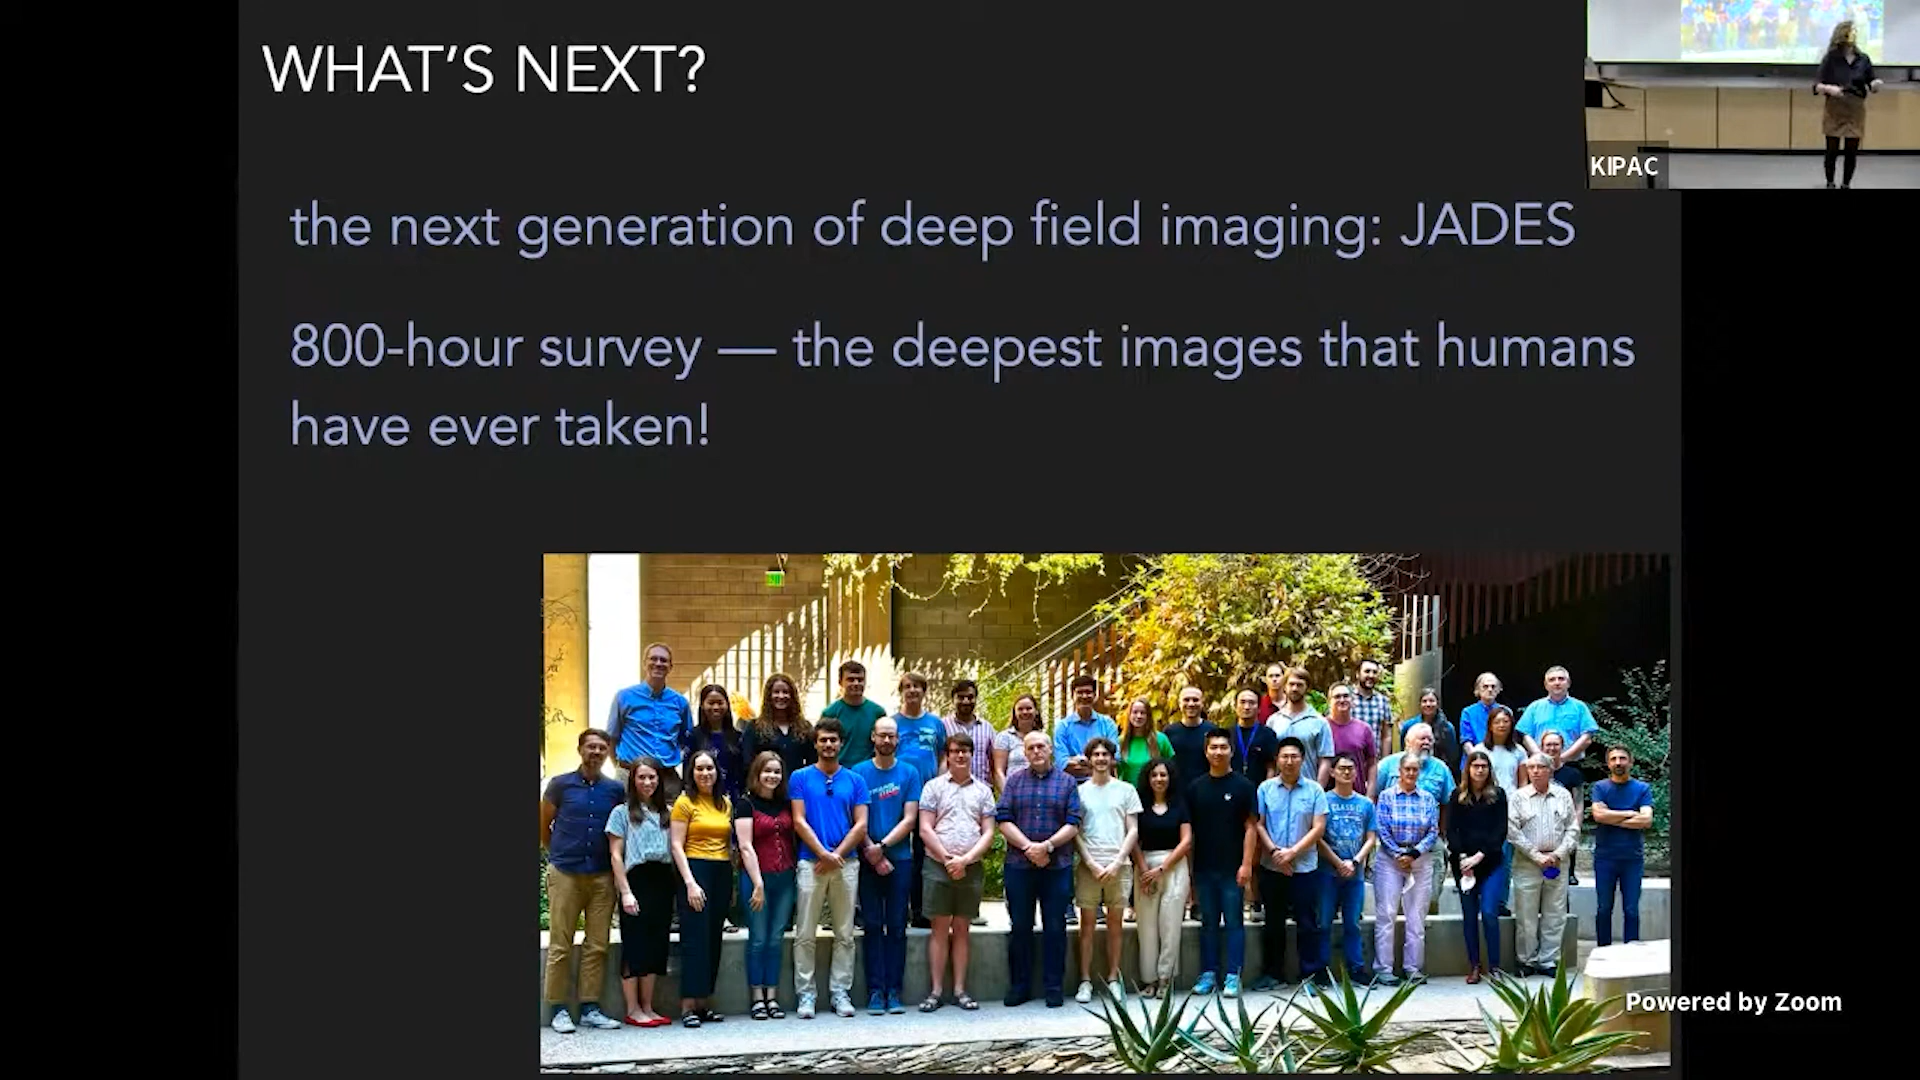 WHAT'S NEXT?
KIPAC
the next generation of deep field imaging: JADES
800-hour survey — the deepest images that humans
have ever taken!
Powered by Zoom